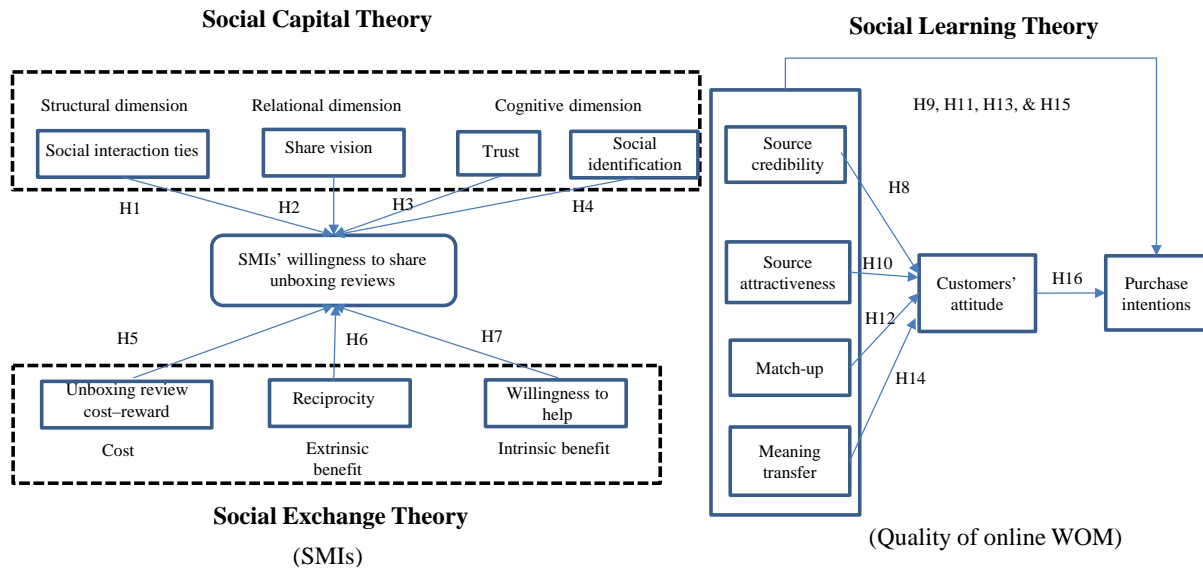 Social Capital Theory
Structural dimension
Relational dimension
Cognitive dimension
Social interaction ties
Share vision
Trust
Social
identification
H1
H2
H3
H4
SMIs’ willingness to share
unboxing reviews
H5
H6
H7
Unboxing review
cost–reward
Reciprocity
Willingness to
help
Cost
Extrinsic
benefit
Intrinsic benefit
Social Exchange Theory
(SMIs)
Social Learning Theory
H9, H11, H13, & H15
Source
credibility
H8
Source
attractiveness
H10
Customers’
attitude
H16
Purchase
intentions
H12
Match-up
H14
Meaning
transfer
(Quality of online WOM)